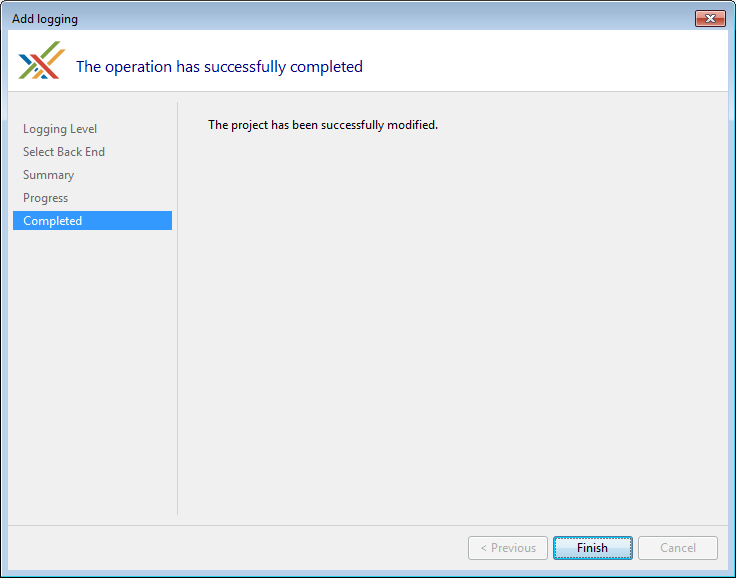 Add logging
The operation has successfully completed
Logging Level
Select Back End
Summary
Progress
Completed
The project has been successfully modified.
< Previous
Finish
Cancel